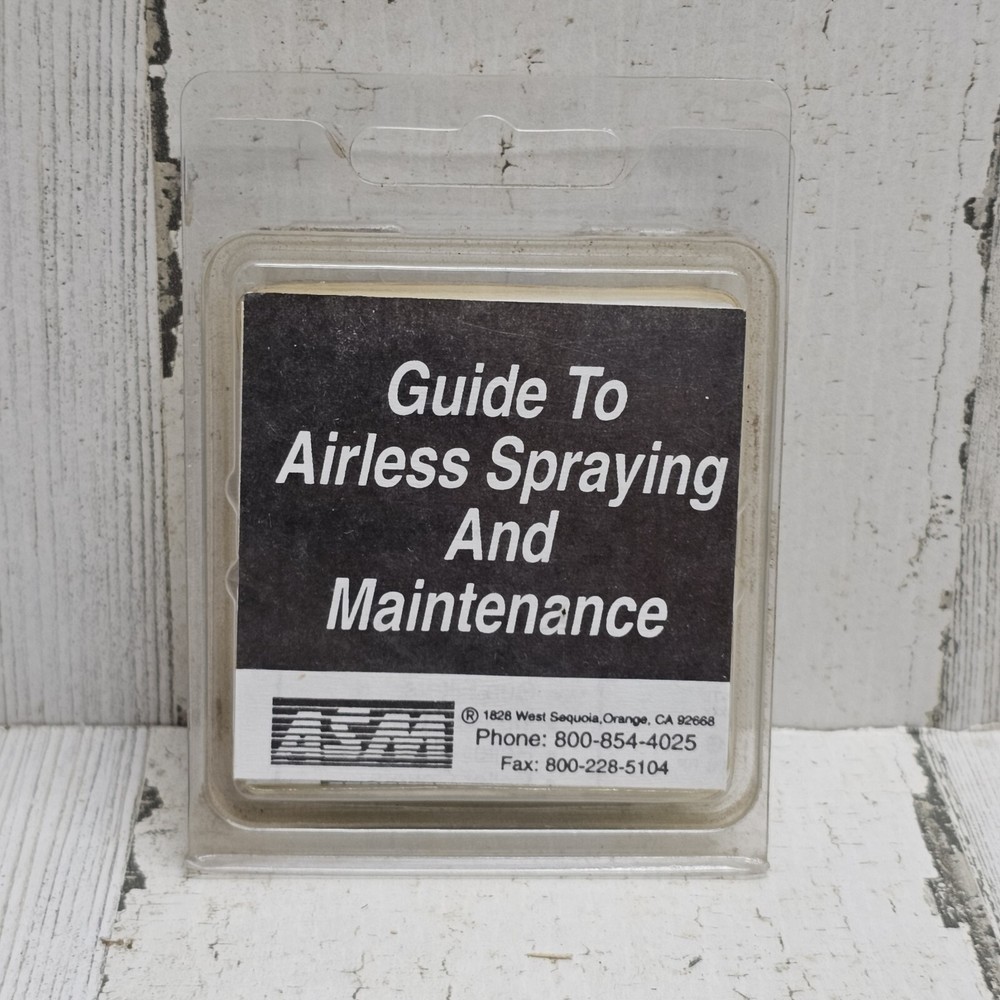 Guide To
Airless Spraying
And
Maintenance
ASM ® 1828 West Sequoia, Orange, CA 92668
Phone: 800-854-4025
Fax: 800-228-5104